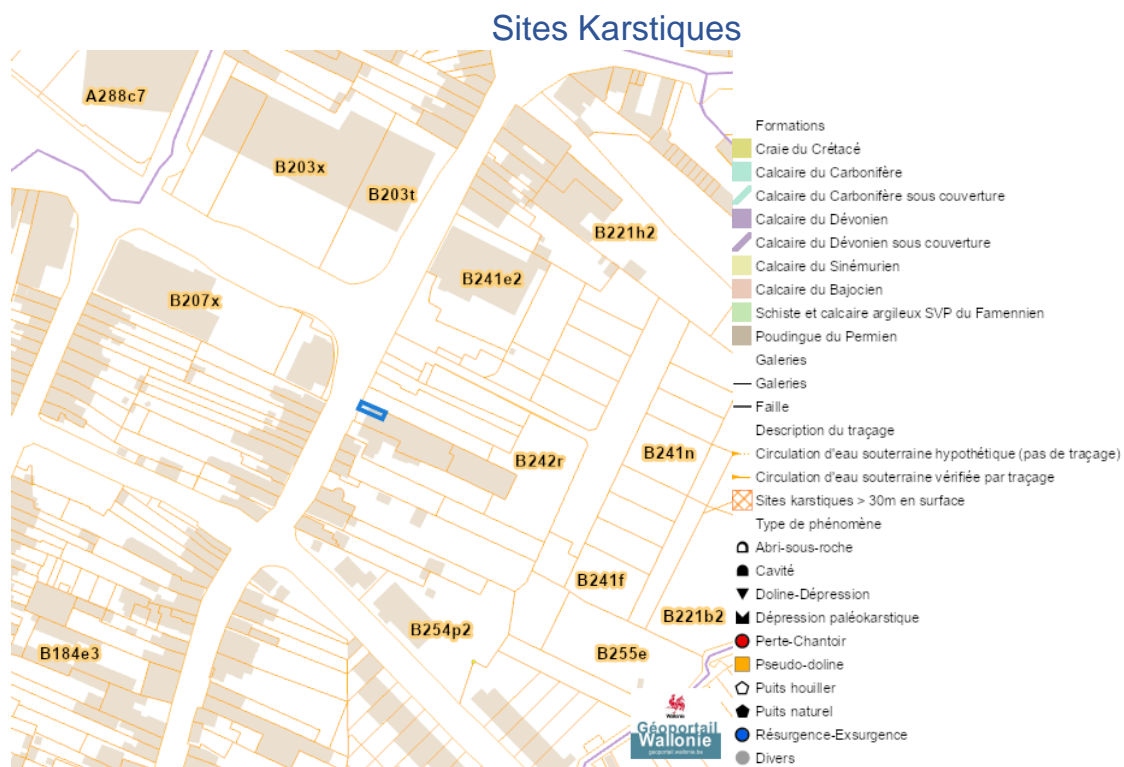 Sites Karstiques
A288c7
B203x
B203t
B221h2
B241e2
B207x
B242r
B241n
B241f
B221b2
B254p2
B255e
B184e3
Wallonie
Géoportail
Wallonie
geoportail.wallonie.be
Formations
Craie du Crétacé
Calcaire du Carbonifère
Calcaire du Carbonifère sous couverture
Calcaire du Dévonien
Calcaire du Dévonien sous couverture
Calcaire du Sinémurien
Calcaire du Bajocien
Schiste et calcaire argileux SVP du Famennien
Poudingue du Permien
Galeries
Galeries
Faille
Description du traçage
Circulation d'eau souterraine hypothétique (pas de traçage)
Circulation d'eau souterraine vérifiée par traçage
Sites karstiques > 30m en surface
Type de phénomène
Abri-sous-roche
Cavité
Doline-Dépression
Dépression paléokarstique
Perte-Chantoir
Pseudo-doline
Puits houiller
Puits naturel
Résurgence-Exsurgence
Divers